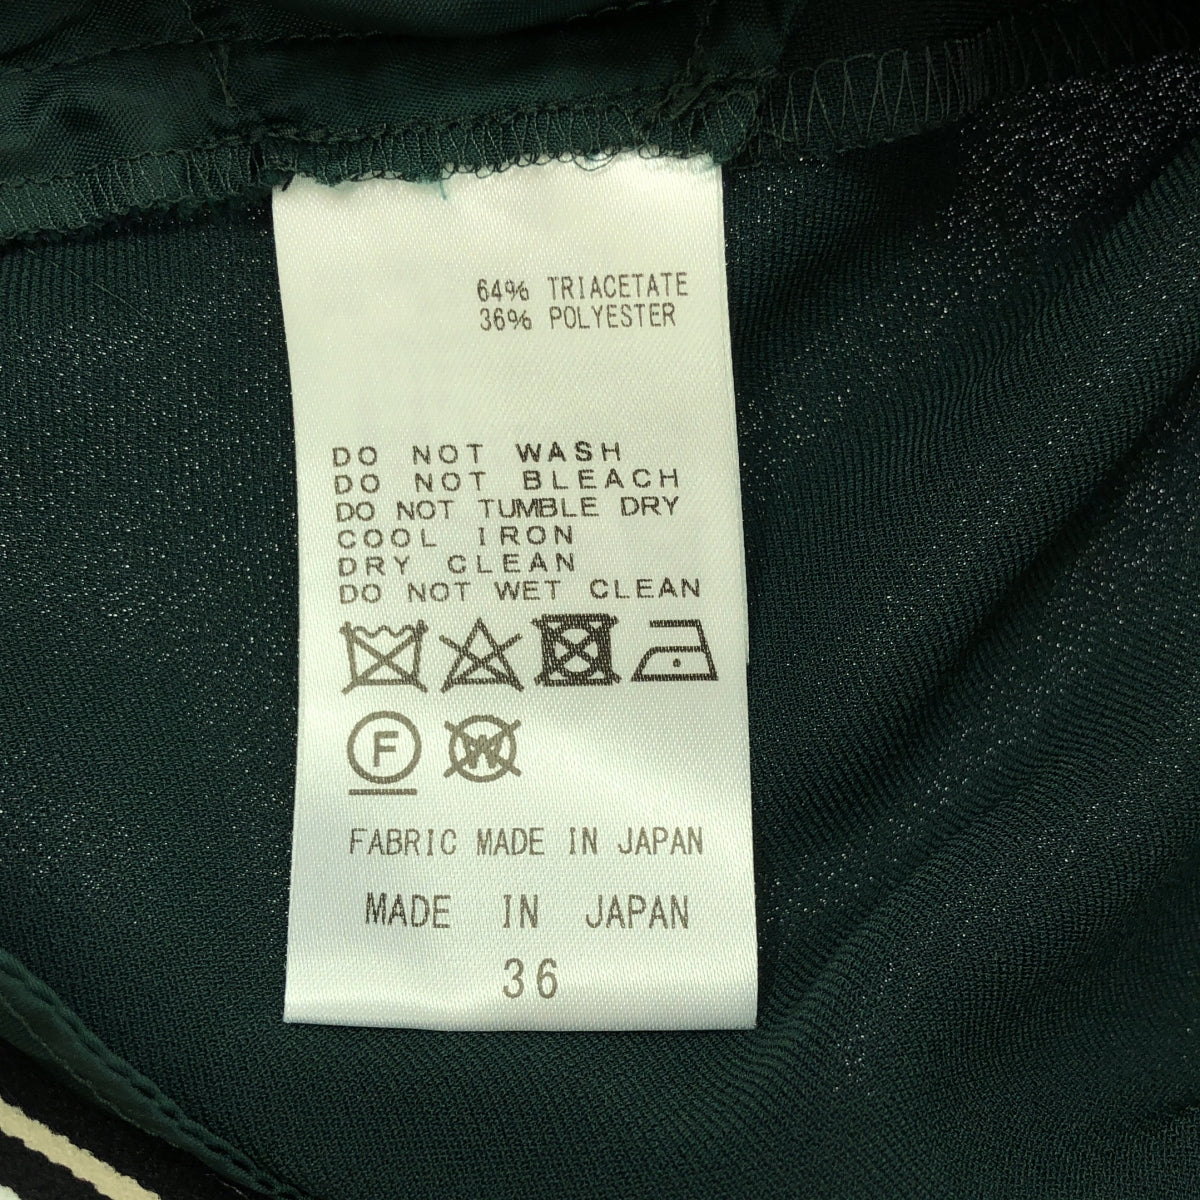 64% TRIACETATE
36% POLYESTER
DO NOT WASH
DO NOT BLEACH
DO NOT TUMBLE DRY
COOL IRON
DRY CLEAN
DO NOT WET CLEAN
F W
FABRIC MADE IN JAPAN
MADE IN JAPAN
36